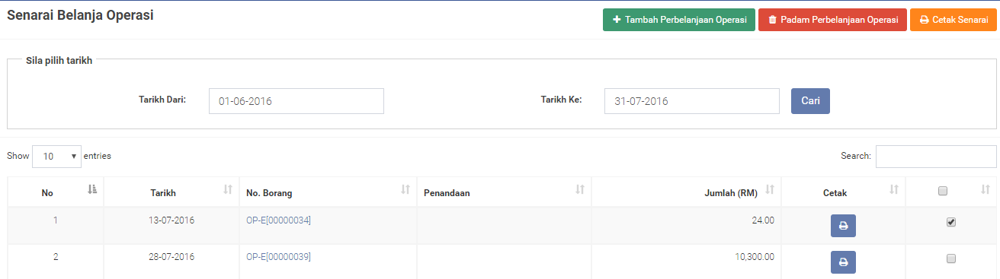 Senarai Belanja Operasi
Tambah Perbelanjaan Operasi Padam Perbelanjaan Operasi Cetak Senarai
Sila pilih tarikh
Tarikh Dari: 01-06-2016 Tarikh Ke: 31-07-2016 Cari
Show 10 entries Search:
No Tarikh No. Borang Penandaan Jumlah (RM) Cetak
1 13-07-2016 OP-E[00000034] 24.00
2 28-07-2016 OP-E[00000039] 10,300.00